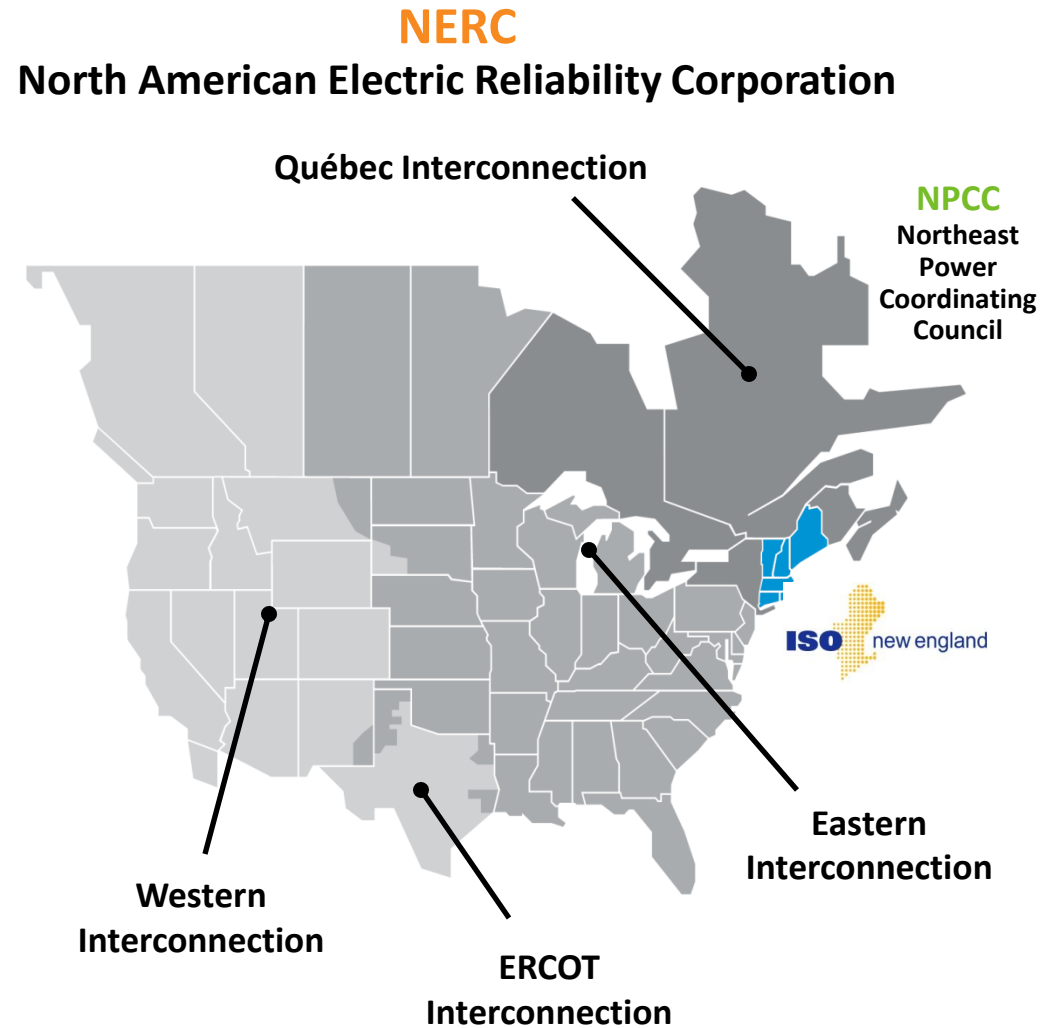 NERC
North American Electric Reliability Corporation
Québec Interconnection
NPCC
Northeast
Power
Coordinating
Council
ISO new england
Eastern
Interconnection
Western
Interconnection
ERCOT
Interconnection